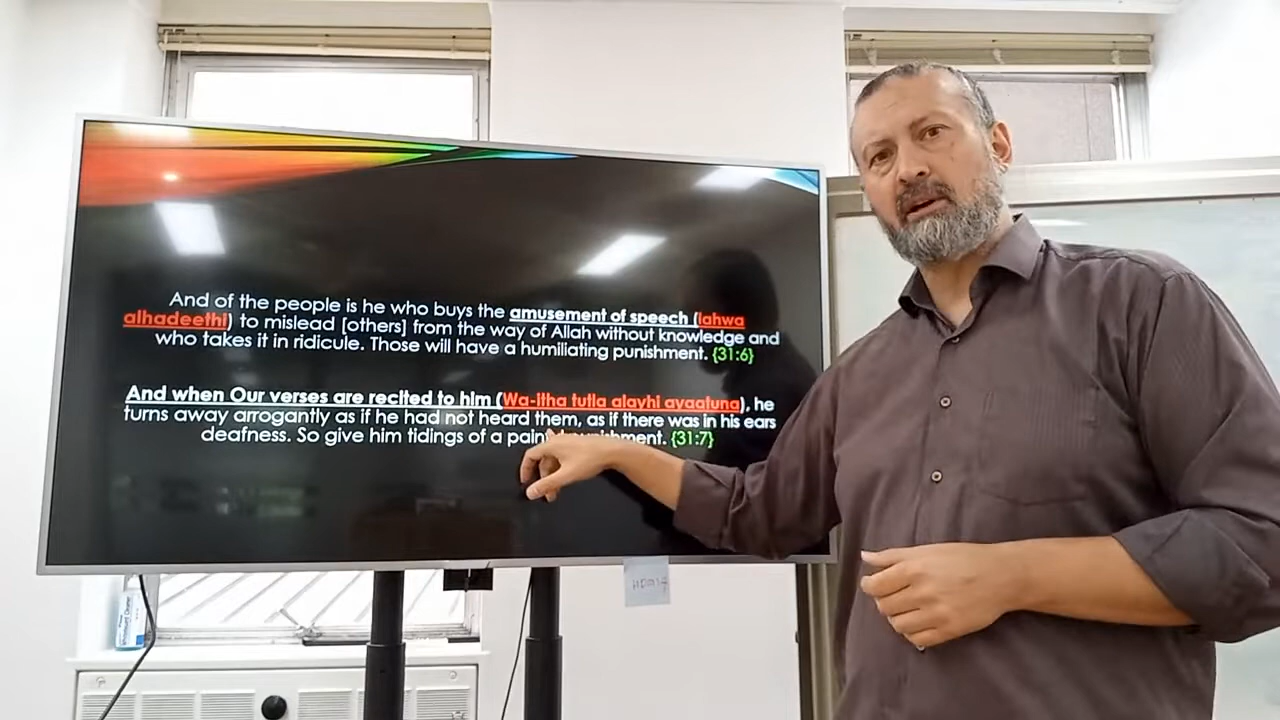 And of the people is he who buys the amusement of speech (lahwa
alhadeethi) to mislead [others] from the way of Allah without knowledge and
who takes it in ridicule. Those will have a humiliating punishment. {31:6}
And when Our verses are recited to him (Wa-itha tutla alayhi ayaatuna), he
turns away arrogantly as if he had not heard them, as if there was in his ears
deafness. So give him tidings of a painful punishment. {31:7}